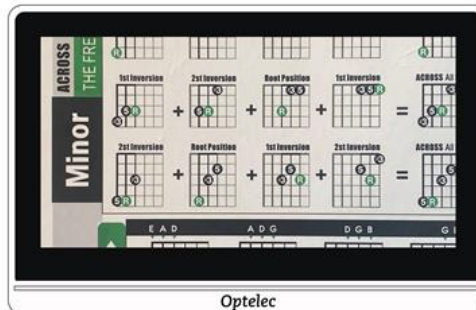 ACROSS
THE FRE
R
R
Minor
1st Inversion 2st Inversion Root Position 1st Inversion ACROSS All
+ + + =
2st Inversion Root Position 1st Inversion 2st Inversion ACROSS All
+ + + =
E A D A D G D G B G
Optelec